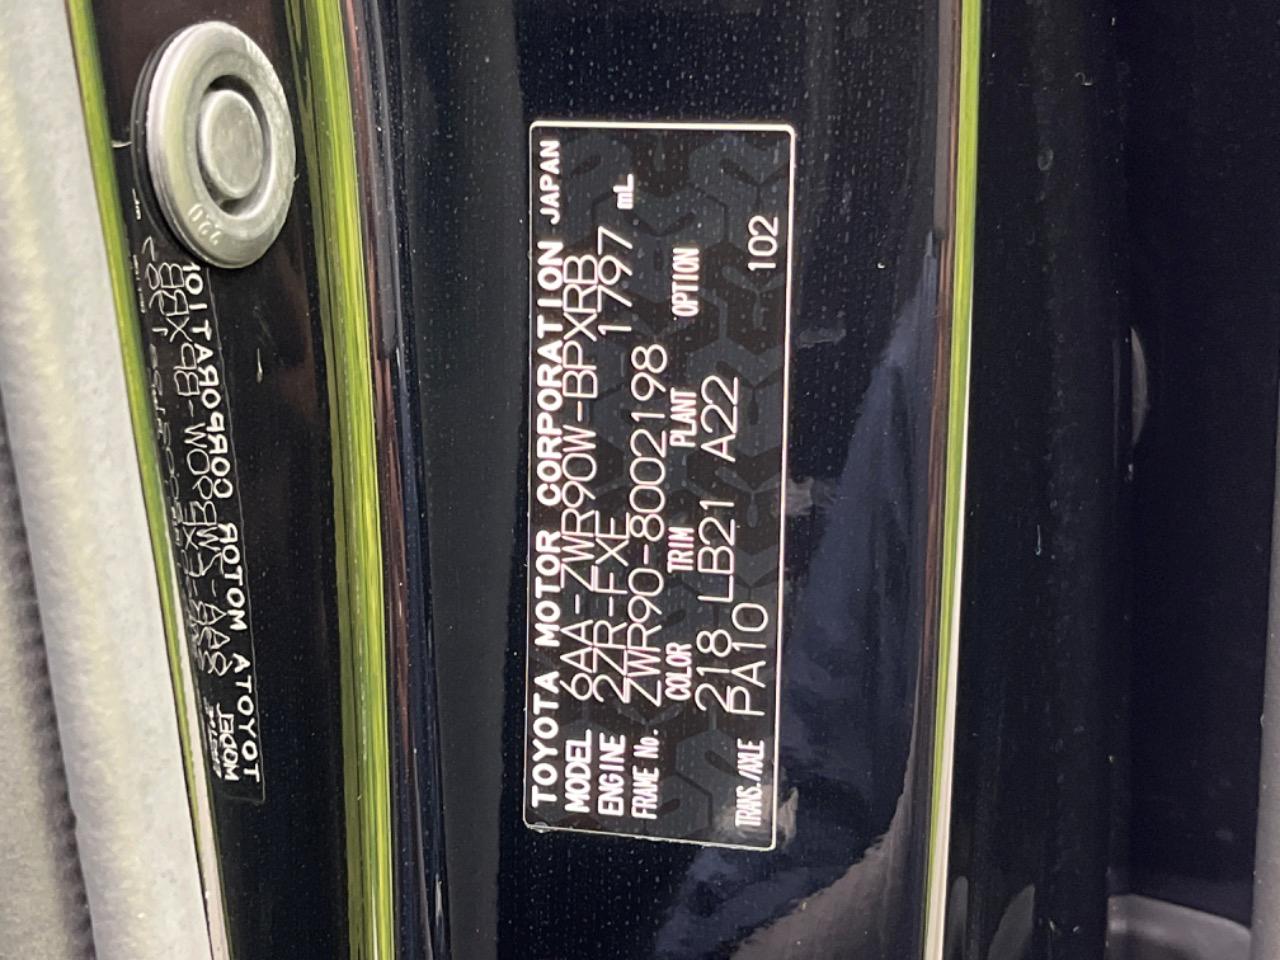 TOYOTA MOTOR CORPORATION JAPAN
MODEL 6AA-ZWR90W-BPXRB
ENGINE 2ZR-FXE 1797 mL
FRAME No. ZWR90-8002198
COLOR TRIM PLANT OPTION
218 LB21 A22
TRANS./AXLE PA10 102
220